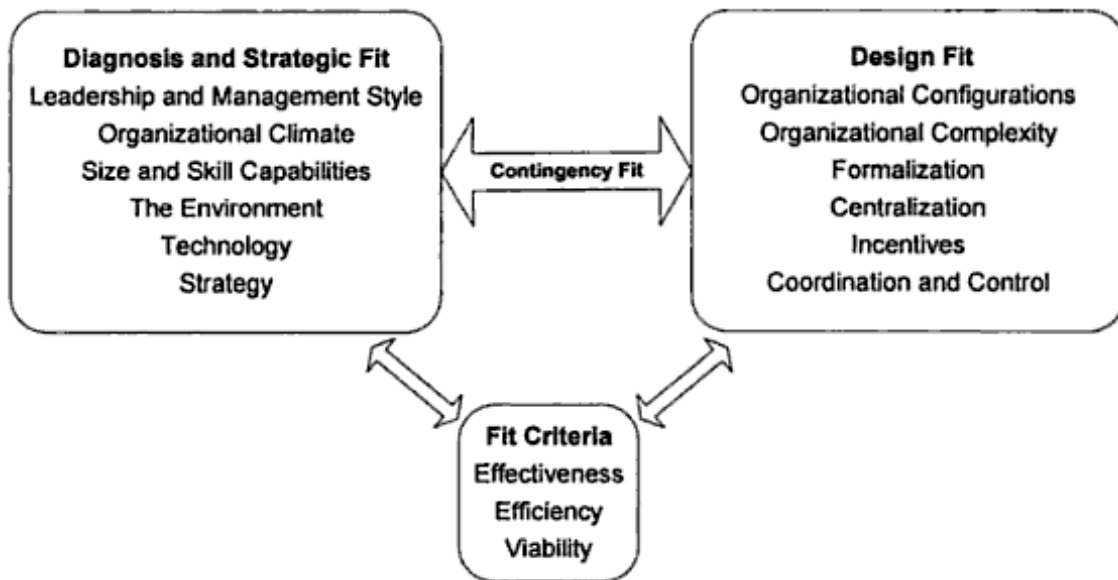 Diagnosis and Strategic Fit
Leadership and Management Style
Organizational Climate
Size and Skill Capabilities
The Environment
Technology
Strategy
Contingency Fit
Design Fit
Organizational Configurations
Organizational Complexity
Formalization
Centralization
Incentives
Coordination and Control
Fit Criteria
Effectiveness
Efficiency
Viability